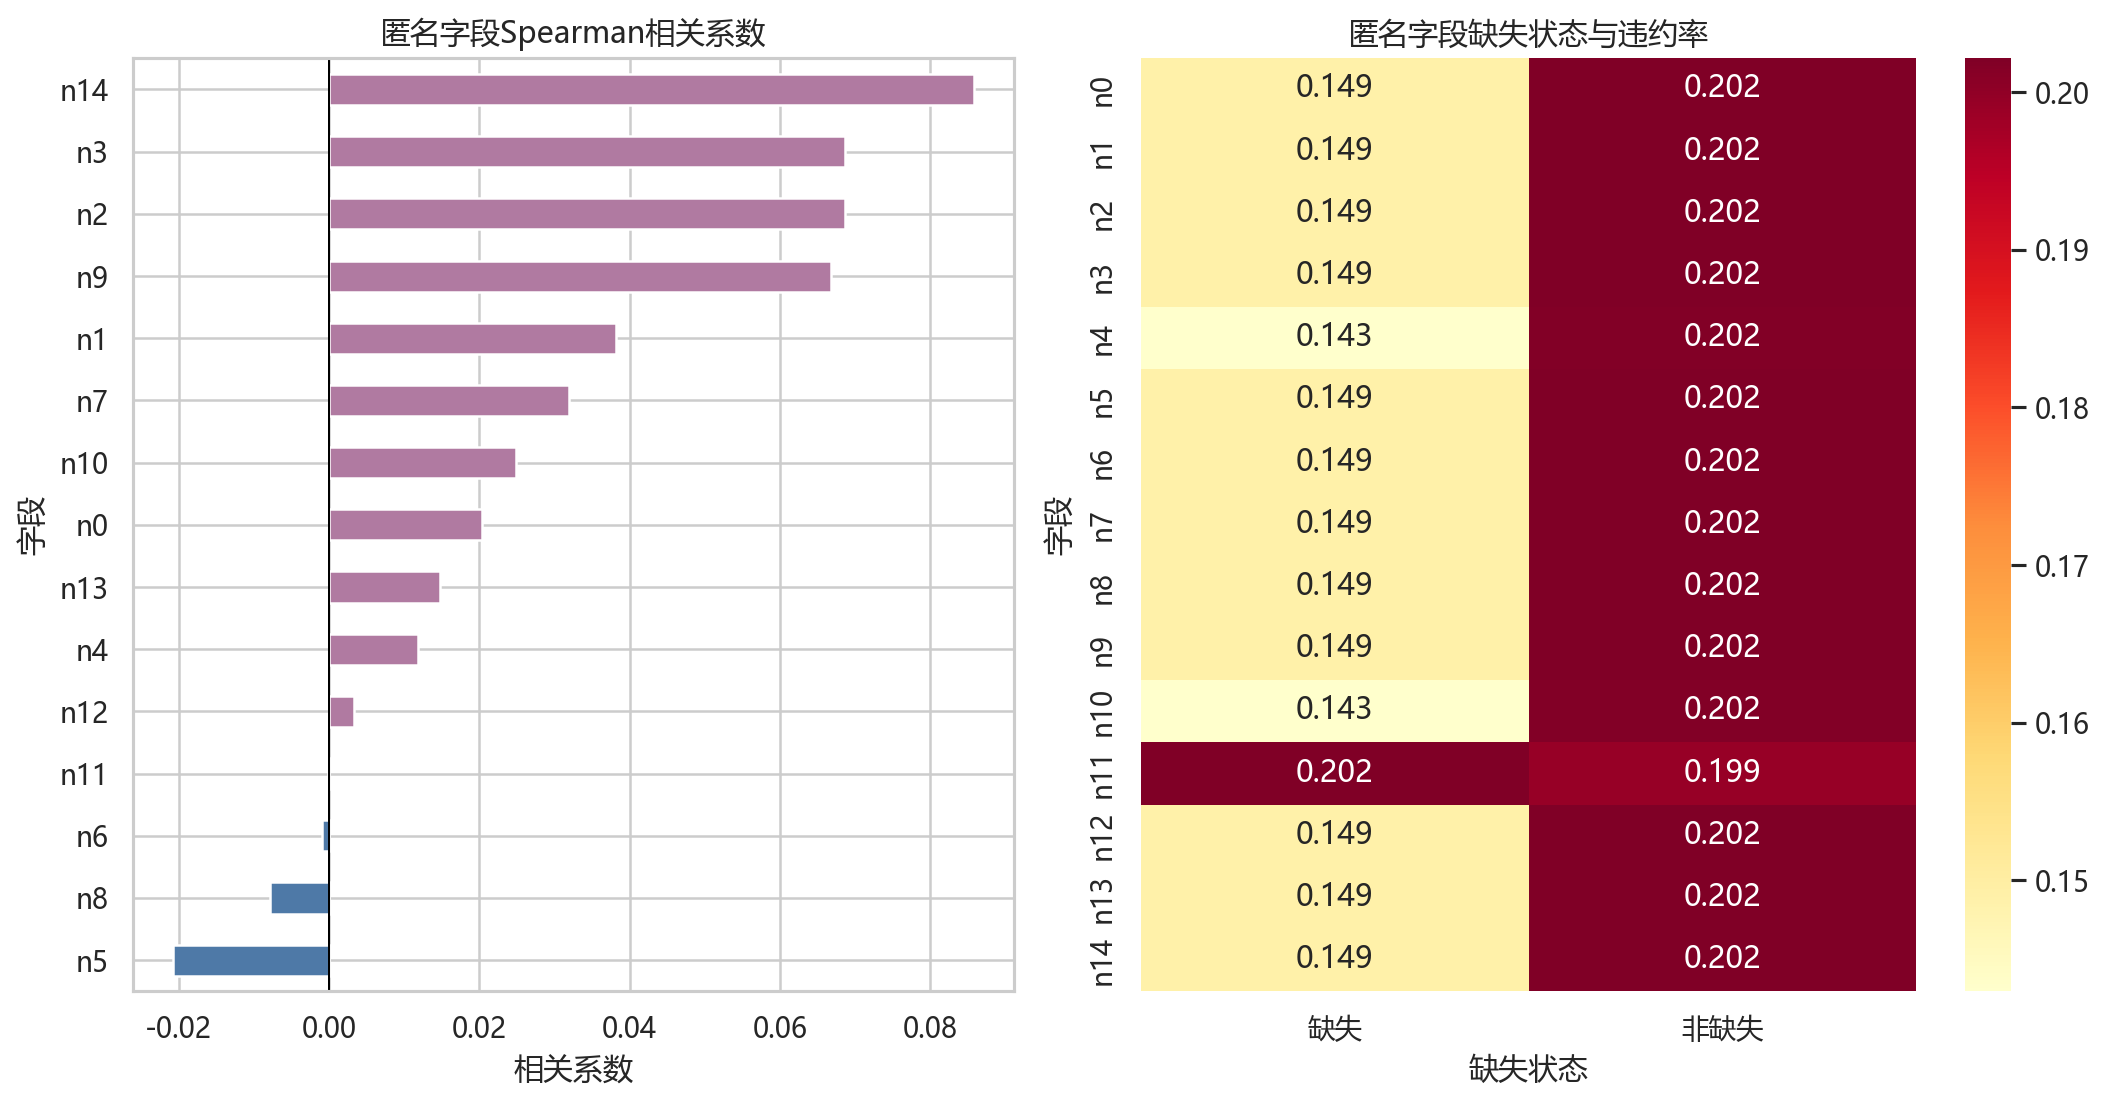 匿名字段Spearman相关系数
字段
n14
n3
n2
n9
n1
n7
n10
n0
n13
n4
n12
n11
n6
n8
n5
-0.02 0.00 0.02 0.04 0.06 0.08
相关系数
匿名字段缺失状态与违约率
字段
n0 0.149 0.202
n1 0.149 0.202
n2 0.149 0.202
n3 0.149 0.202
n4 0.143 0.202
n5 0.149 0.202
n6 0.149 0.202
n7 0.149 0.202
n8 0.149 0.202
n9 0.149 0.202
n10 0.143 0.202
n11 0.202 0.199
n12 0.149 0.202
n13 0.149 0.202
n14 0.149 0.202
缺失 非缺失
缺失状态
0.20
0.19
0.18
0.17
0.16
0.15